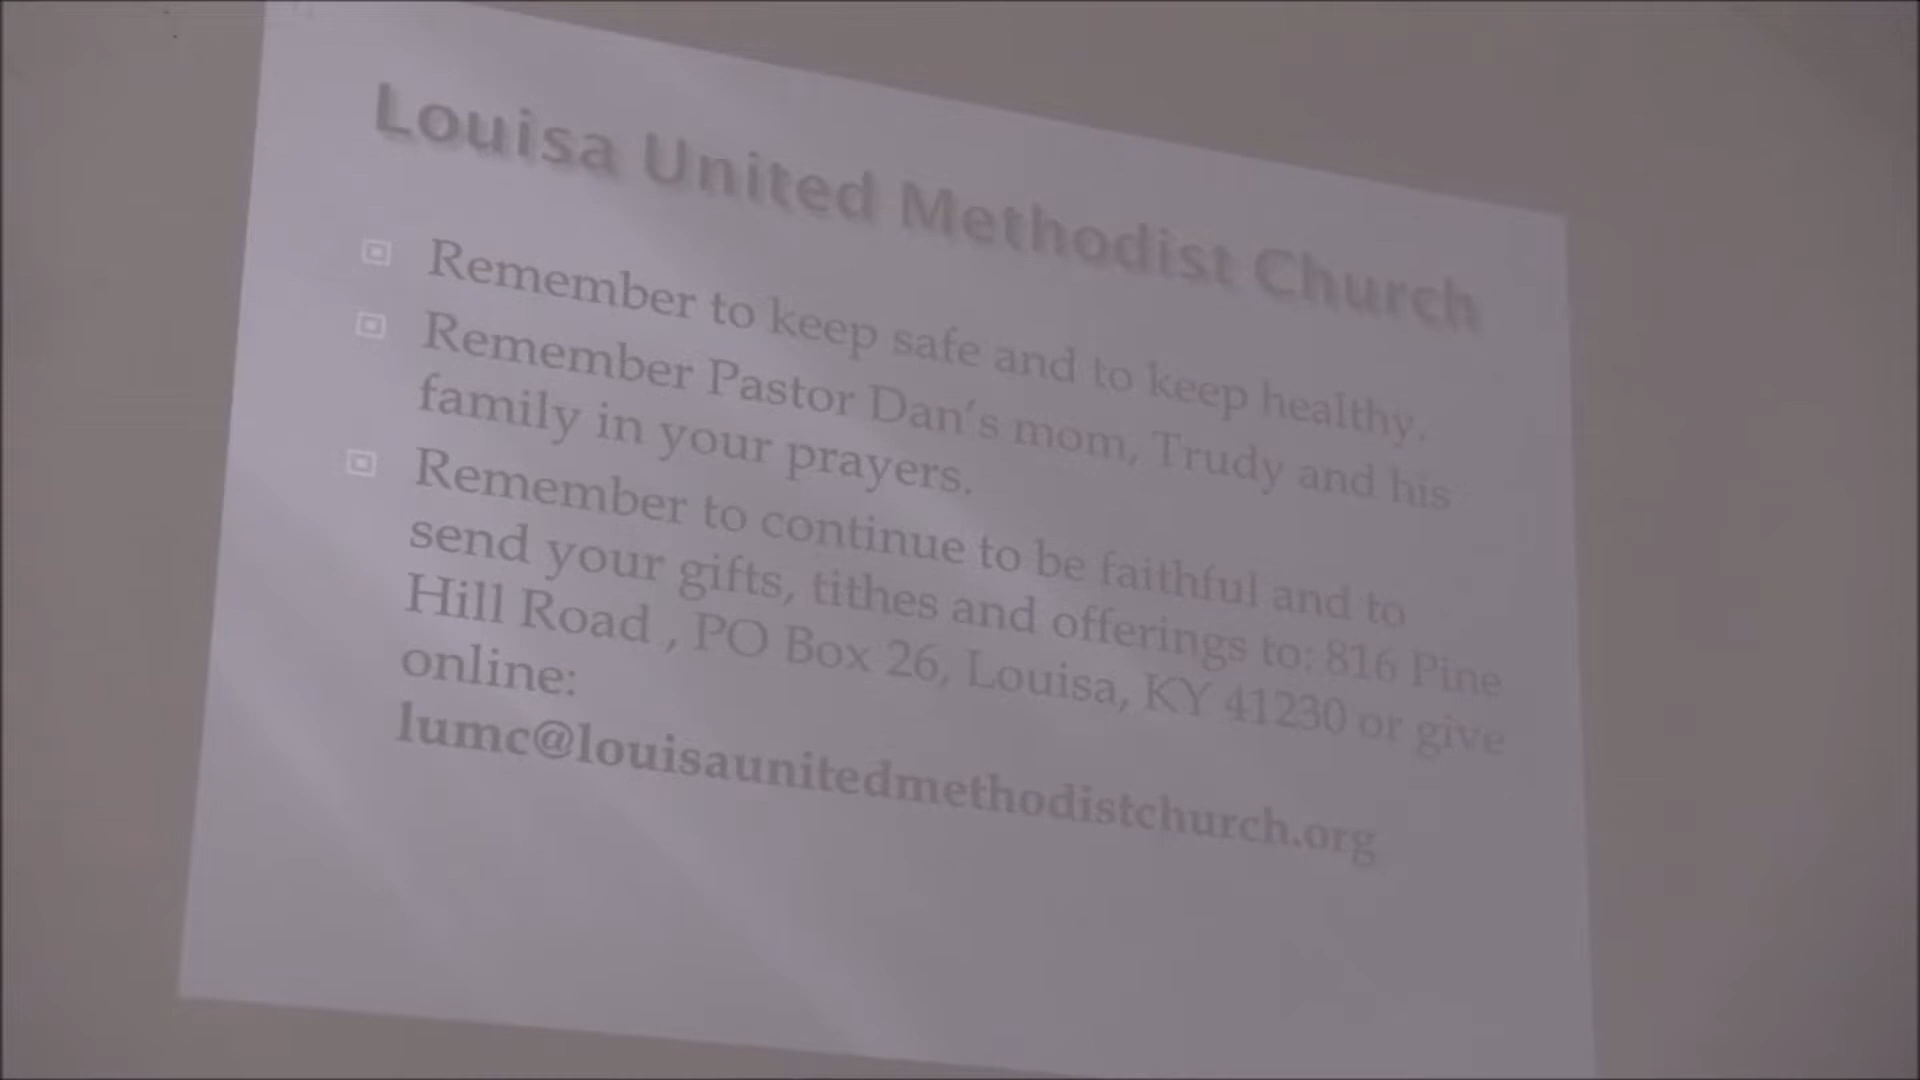 Louisa United Methodist Church
Remember to keep safe and to keep healthy.
Remember Pastor Dan's mom, Trudy and his
family in your prayers.
Remember to continue to be faithful and to
send your gifts, tithes and offerings to: 816 Pine
Hill Road , PO Box 26, Louisa, KY 41230 or give
online:
lumc@louisaunitedmethodistchurch.org